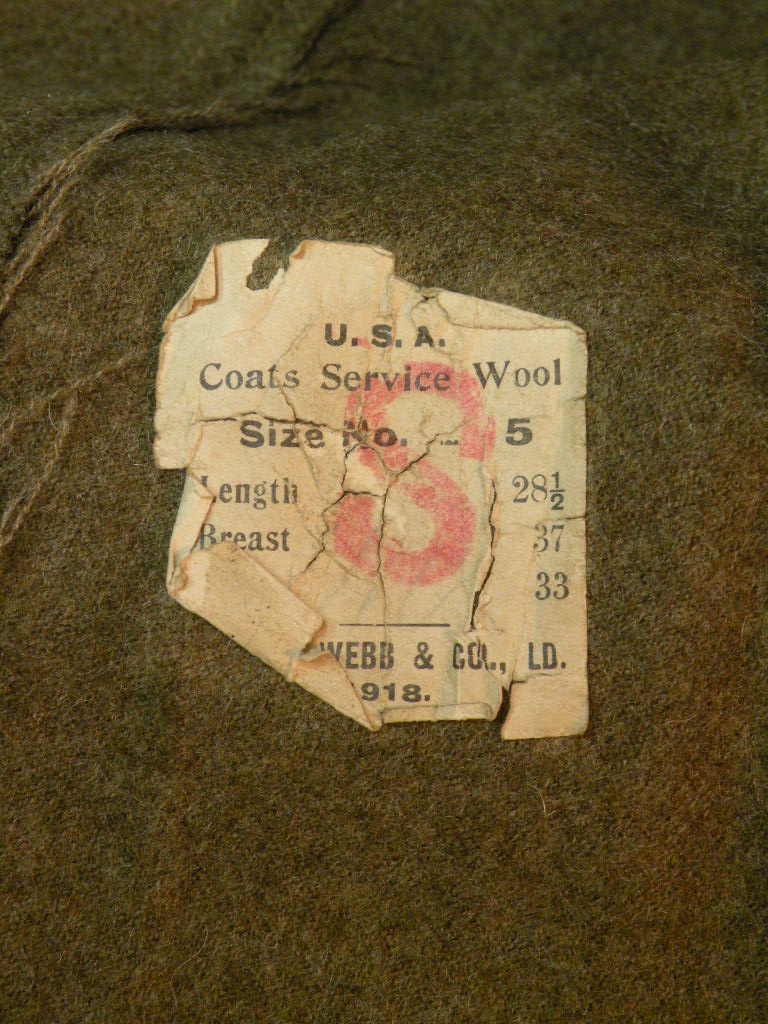 U. S. A.
Coats Service Wool
Size No. 5
Length 28½
Breast 37
33
WEBB & CO., LD.
918.
S